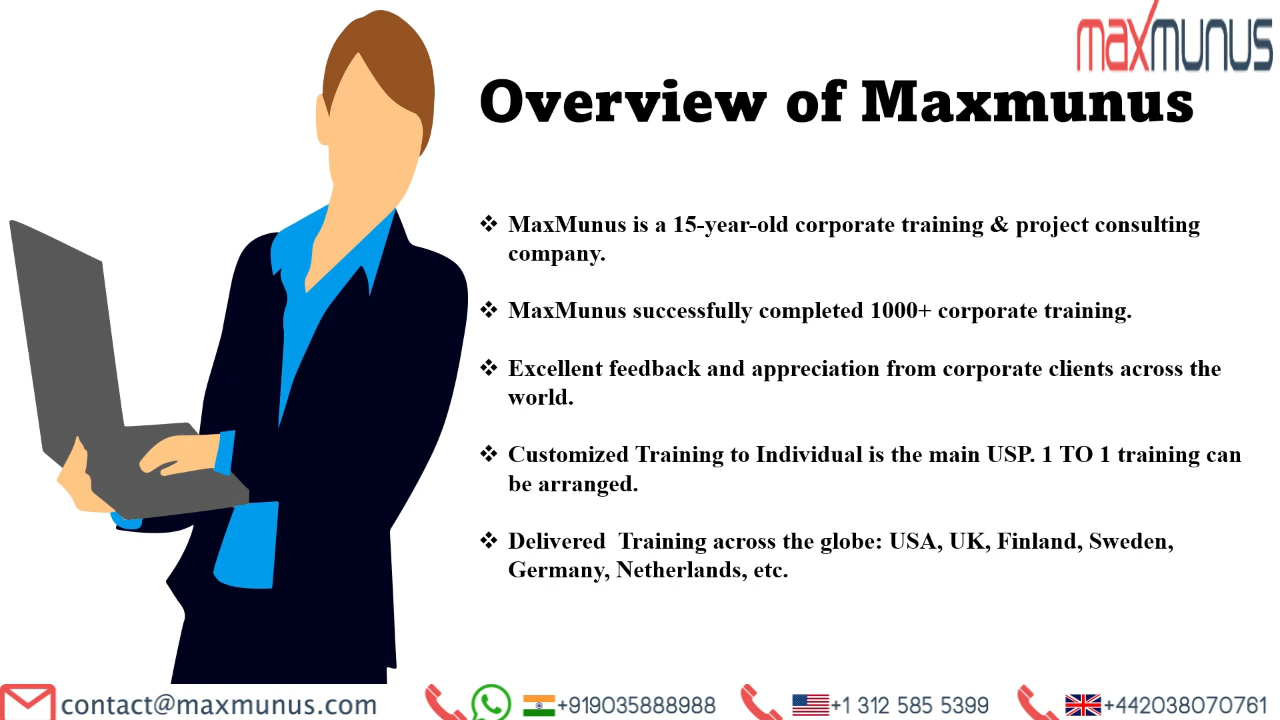 maxmunus
Overview of Maxmunus
❖ MaxMunus is a 15-year-old corporate training & project consulting
company.
❖ MaxMunus successfully completed 1000+ corporate training.
❖ Excellent feedback and appreciation from corporate clients across the
world.
❖ Customized Training to Individual is the main USP. 1 TO 1 training can
be arranged.
❖ Delivered  Training across the globe: USA, UK, Finland, Sweden,
Germany, Netherlands, etc.
contact@maxmunus.com +919035888988 +1 312 585 5399 +442038070761